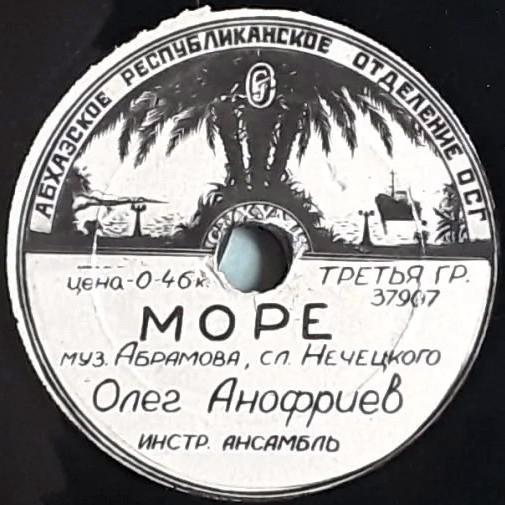 АБХАЗСКОЕ РЕСПУБЛИКАНСКОЕ ОТДЕЛЕНИЕ ОСГ
СУХУМИ
цена-0-46к.
ТРЕТЬЯ ГР.
37907
МОРЕ
муз. Абрамова, сл. Нечецкого
Олег Анофриев
ИНСТР. АНСАМБЛЬ